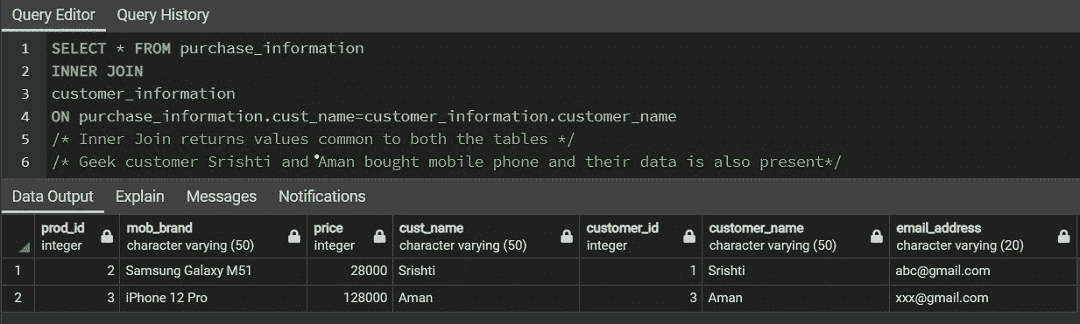 Query Editor Query History
1 SELECT * FROM purchase_information
2 INNER JOIN
3 customer_information
4 ON purchase_information.cust_name=customer_information.customer_name
5 /* Inner Join returns values common to both the tables */
6 /* Geek customer Srishti and Aman bought mobile phone and their data is also present*/
Data Output Explain Messages Notifications
prod_id mob_brand price cust_name customer_id customer_name email_address
integer character varying (50) integer character varying (50) integer character varying (50) character varying (20)
1 2 Samsung Galaxy M51 28000 Srishti 1 Srishti abc@gmail.com
2 3 iPhone 12 Pro 128000 Aman 3 Aman xxx@gmail.com